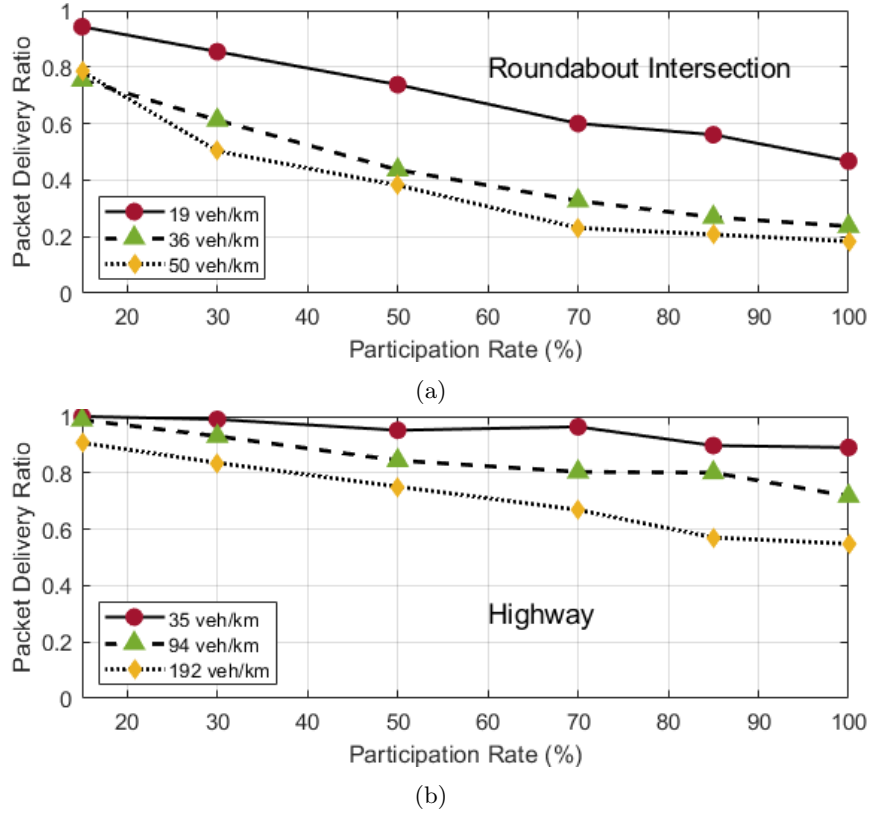 1
0.8
0.6
0.4
0.2
0
Packet Delivery Ratio
Roundabout Intersection
19 veh/km
36 veh/km
50 veh/km
20 30 40 50 60 70 80 90 100
Participation Rate (%)
(a)
1
0.8
0.6
0.4
0.2
0
Packet Delivery Ratio
Highway
35 veh/km
94 veh/km
192 veh/km
20 30 40 50 60 70 80 90 100
Participation Rate (%)
(b)